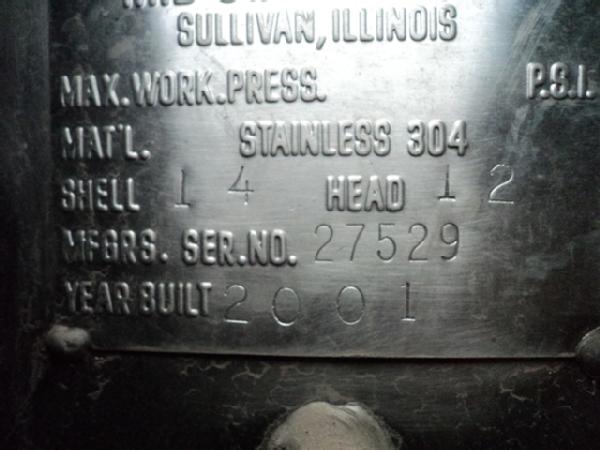 SULLIVAN, ILLINOIS
MAX. WORK. PRESS. P.S.I.
MAT'L. STAINLESS 304
SHELL 14 HEAD 12
MFGRS. SER. NO. 27529
YEAR BUILT 2001